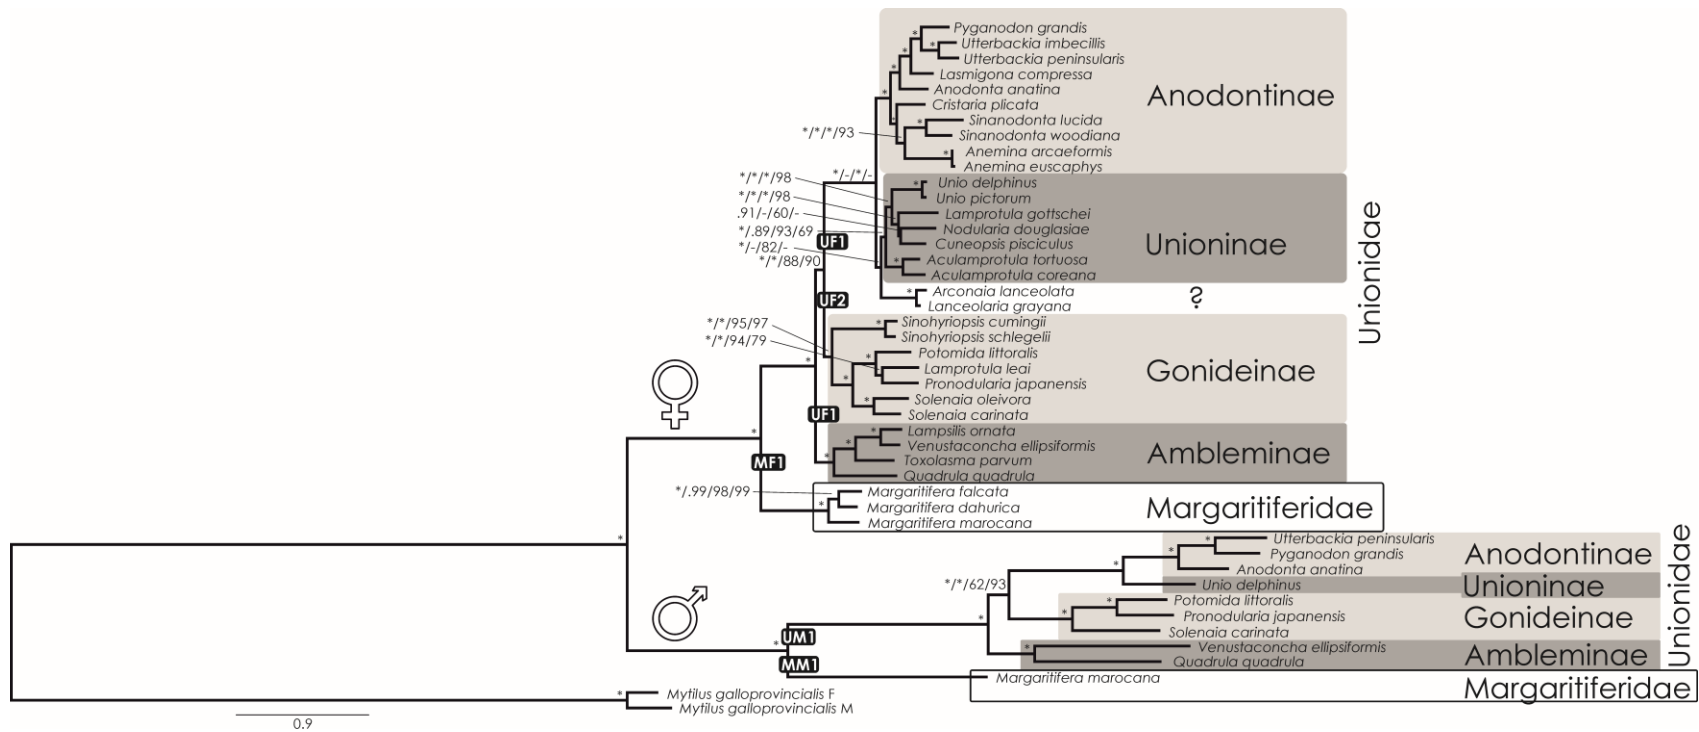 Pyganodon grandis
Utterbackia imbecillis
Utterbackia peninsularis
Lasmigona compressa
Anodonta anatina
Cristaria plicata
Sinanodonta lucida
Sinanodonta woodiana
Anemina arcaeformis
Anemina euscaphys
Anodontinae
*/*/*/93
*/-/*/-
Unio delphinus
Unio pictorum
Lamprotula gottschei
Nodularia douglasiae
Cuneopsis pisciculus
Aculamprotula tortuosa
Aculamprotula coreana
Unioninae
*/*/*/98
*/*/*/98
.91/-/60/-
*/.89/93/69
*/-/82/-
*/*/88/90
UF1
Arconaia lanceolata
Lanceolaria grayana
?
Unionidae
UF2
Sinohyriopsis cumingii
Sinohyriopsis schlegelii
Potomida littoralis
Lamprotula leai
Pronodularia japanensis
Solenaia oleivora
Solenaia carinata
Gonideinae
*/*/95/97
*/*/94/79
UF1
Lampsilis ornata
Venustaconcha ellipsiformis
Toxolasma parvum
Quadrula quadrula
Ambleminae
MF1
*/.99/98/99
Margaritifera falcata
Margaritifera dahurica
Margaritifera marocana
Margaritiferidae
Utterbackia peninsularis
Pyganodon grandis
Anodonta anatina
Anodontinae
Unio delphinus
Unioninae
*/*/62/93
Potomida littoralis
Pronodularia japanensis
Solenaia carinata
Gonideinae
Unionidae
UM1
MM1
Venustaconcha ellipsiformis
Quadrula quadrula
Ambleminae
Margaritifera marocana
Margaritiferidae
Mytilus galloprovincialis F
Mytilus galloprovincialis M
0.9